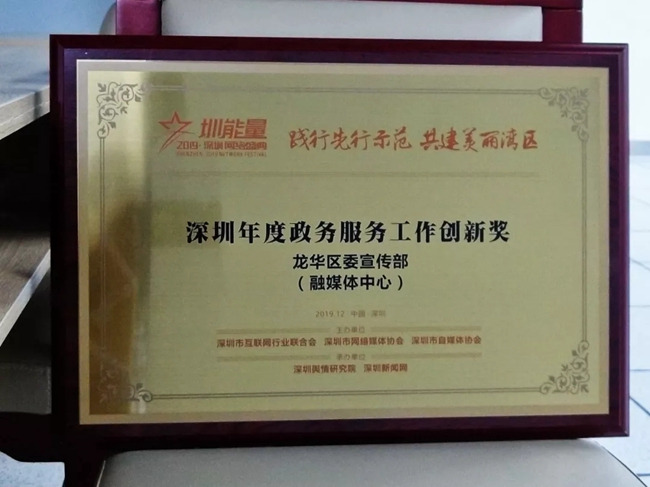 圳能量
2019·深圳网络盛典
践行先行示范 共建美丽湾区
深圳年度政务服务工作创新奖
龙华区委宣传部
（融媒体中心）
2019.12 中国·深圳
主办单位
深圳市互联网行业联合会 深圳市网络媒体协会 深圳市自媒体协会
承办单位
深圳舆情研究院 深圳新闻网